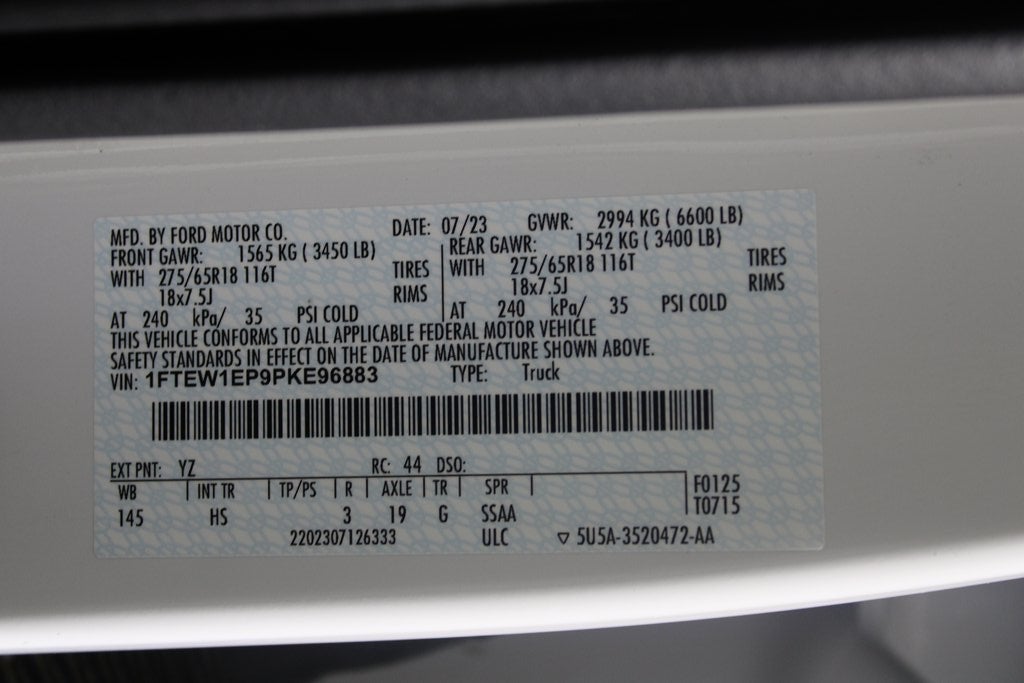 MFD. BY FORD MOTOR CO. DATE: 07/23 GVWR: 2994 KG ( 6600 LB)
FRONT GAWR: 1565 KG ( 3450 LB) REAR GAWR: 1542 KG ( 3400 LB)
WITH 275/65R18 116T TIRES WITH 275/65R18 116T TIRES
18x7.5J RIMS 18x7.5J RIMS
AT 240 kPa/ 35 PSI COLD AT 240 kPa/ 35 PSI COLD
THIS VEHICLE CONFORMS TO ALL APPLICABLE FEDERAL MOTOR VEHICLE
SAFETY STANDARDS IN EFFECT ON THE DATE OF MANUFACTURE SHOWN ABOVE.
VIN: 1FTEW1EP9PKE96883 TYPE: Truck
EXT PNT: YZ RC: 44 DSO:
WB INT TR TP/PS R AXLE TR SPR F0125
145 HS 3 19 G SSAA T0715
2202307126333 ULC ▽ 5U5A-3520472-AA